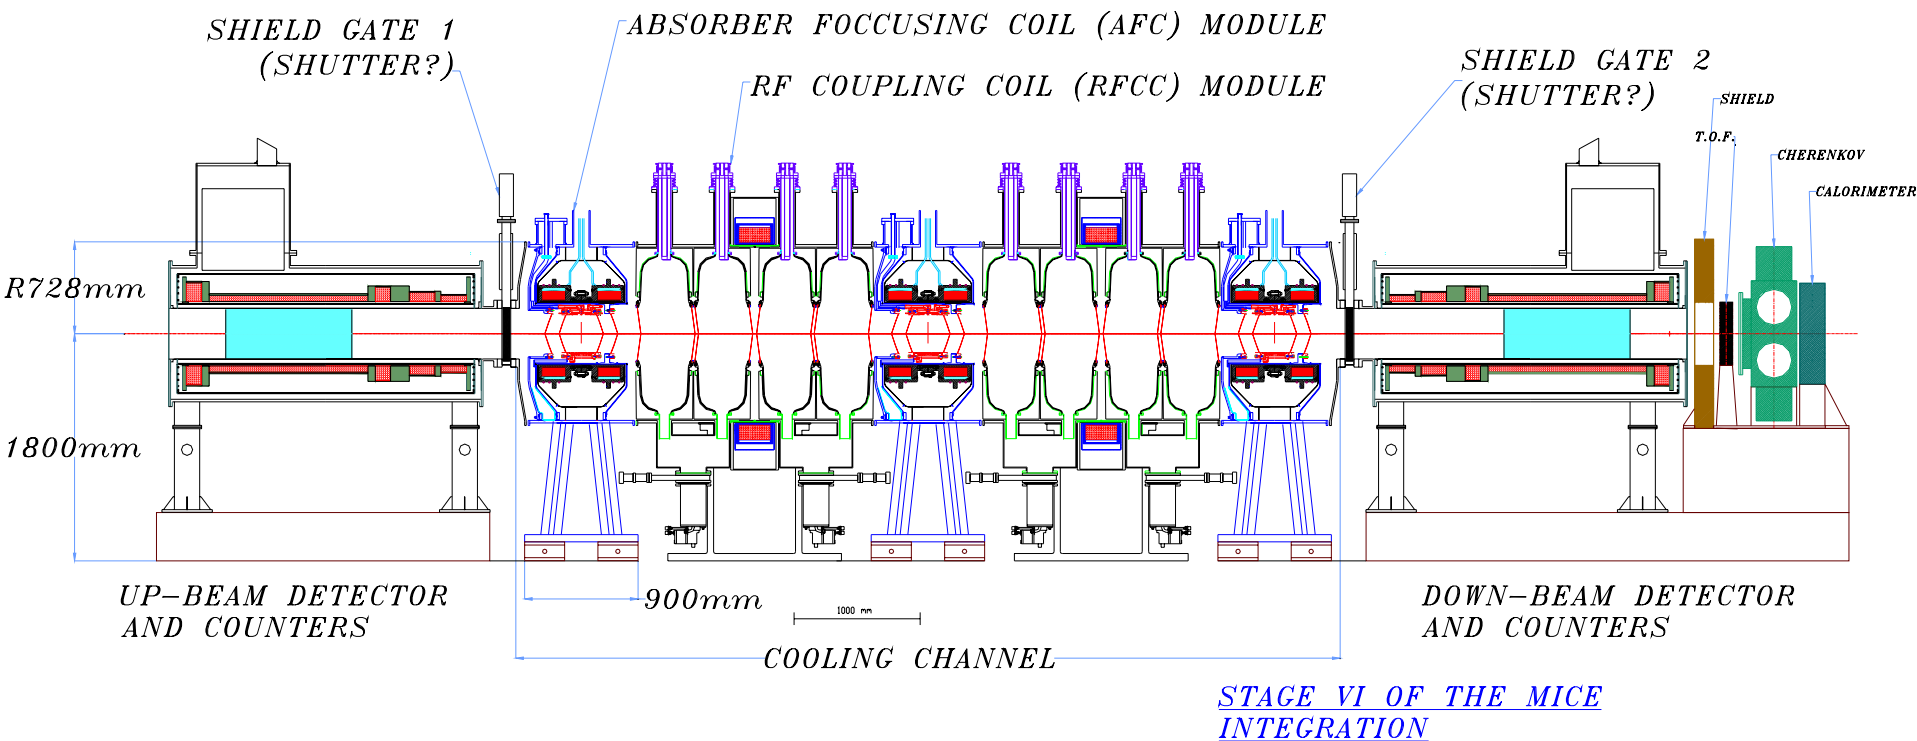 ABSORBER FOCCUSING COIL (AFC) MODULE
SHIELD GATE 1
(SHUTTER?)
RF COUPLING COIL (RFCC) MODULE
SHIELD GATE 2
(SHUTTER?)
SHIELD
T.O.F.
CHERENKOV
CALORIMETER
R728mm
1800mm
UP-BEAM DETECTOR
AND COUNTERS
900mm
1000 mm
DOWN-BEAM DETECTOR
AND COUNTERS
COOLING CHANNEL
STAGE VI OF THE MICE
INTEGRATION